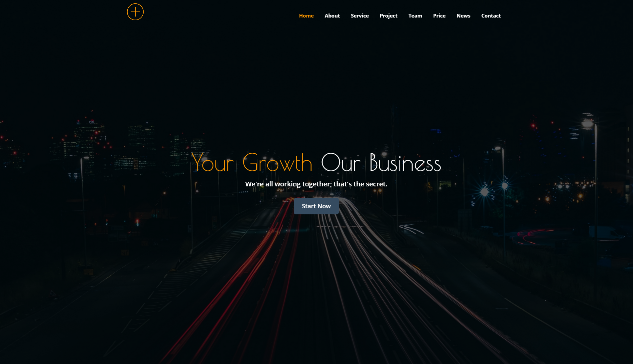 Home About Service Project Team Price News Contact
Your Growth Our Business
We're all working together; that's the secret.
Start Now